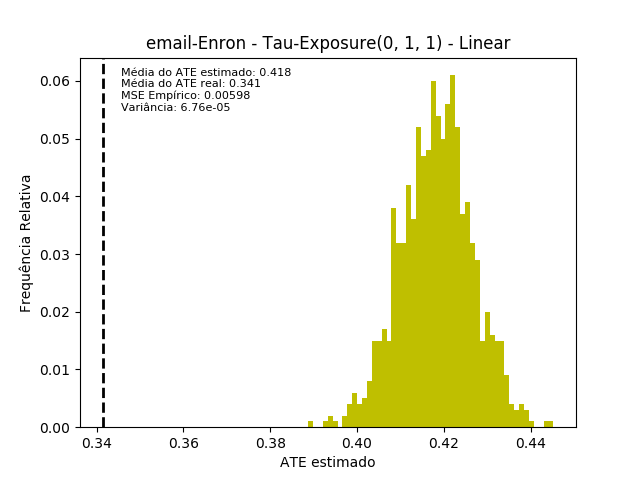 email-Enron - Tau-Exposure(0, 1, 1) - Linear
Média do ATE estimado: 0.418
Média do ATE real: 0.341
MSE Empírico: 0.00598
Variância: 6.76e-05
Frequência Relativa
0.06
0.05
0.04
0.03
0.02
0.01
0.00
0.34 0.36 0.38 0.40 0.42 0.44
ATE estimado